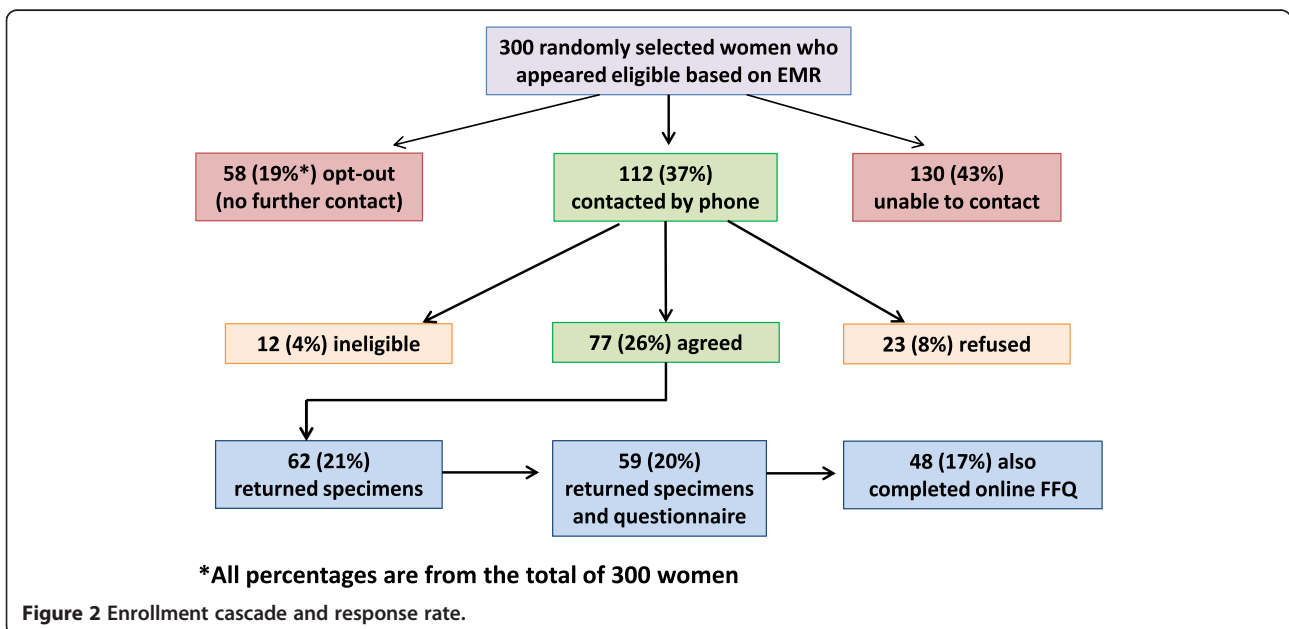 300 randomly selected women who
appeared eligible based on EMR
58 (19%*) opt-out
(no further contact)
112 (37%)
contacted by phone
130 (43%)
unable to contact
12 (4%) ineligible
77 (26%) agreed
23 (8%) refused
62 (21%)
returned specimens
59 (20%)
returned specimens
and questionnaire
48 (17%) also
completed online FFQ
*All percentages are from the total of 300 women
Figure 2 Enrollment cascade and response rate.